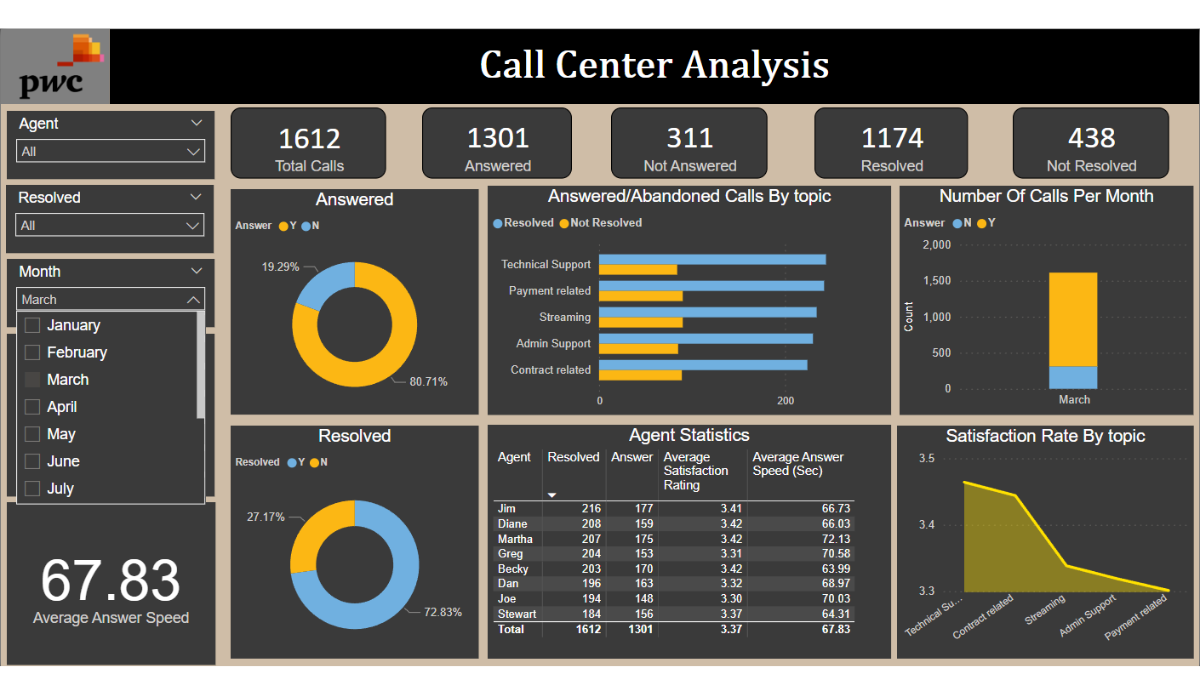 pwc
Call Center Analysis
Agent
All
Resolved
All
Month
March
January
February
March
April
May
June
July
67.83
Average Answer Speed
1612
Total Calls
1301
Answered
311
Not Answered
1174
Resolved
438
Not Resolved
Answered
Answer Y N
19.29%
80.71%
Answered/Abandoned Calls By topic
Resolved Not Resolved
Technical Support
Payment related
Streaming
Admin Support
Contract related
0 200
Number Of Calls Per Month
Answer N Y
2,000
1,500
1,000
500
0
Count
March
Resolved
Resolved Y N
27.17%
72.83%
Agent Statistics
Agent Resolved Answer Average Satisfaction Rating Average Answer Speed (Sec)
Jim 216 177 3.41 66.73
Diane 208 159 3.42 66.03
Martha 207 175 3.42 72.13
Greg 204 153 3.31 70.58
Becky 203 170 3.42 63.99
Dan 196 163 3.32 68.97
Joe 194 148 3.30 70.03
Stewart 184 156 3.37 64.31
Total 1612 1301 3.37 67.83
Satisfaction Rate By topic
3.5
3.4
3.3
Technical Su...
Contract related
Streaming
Admin Support
Payment related